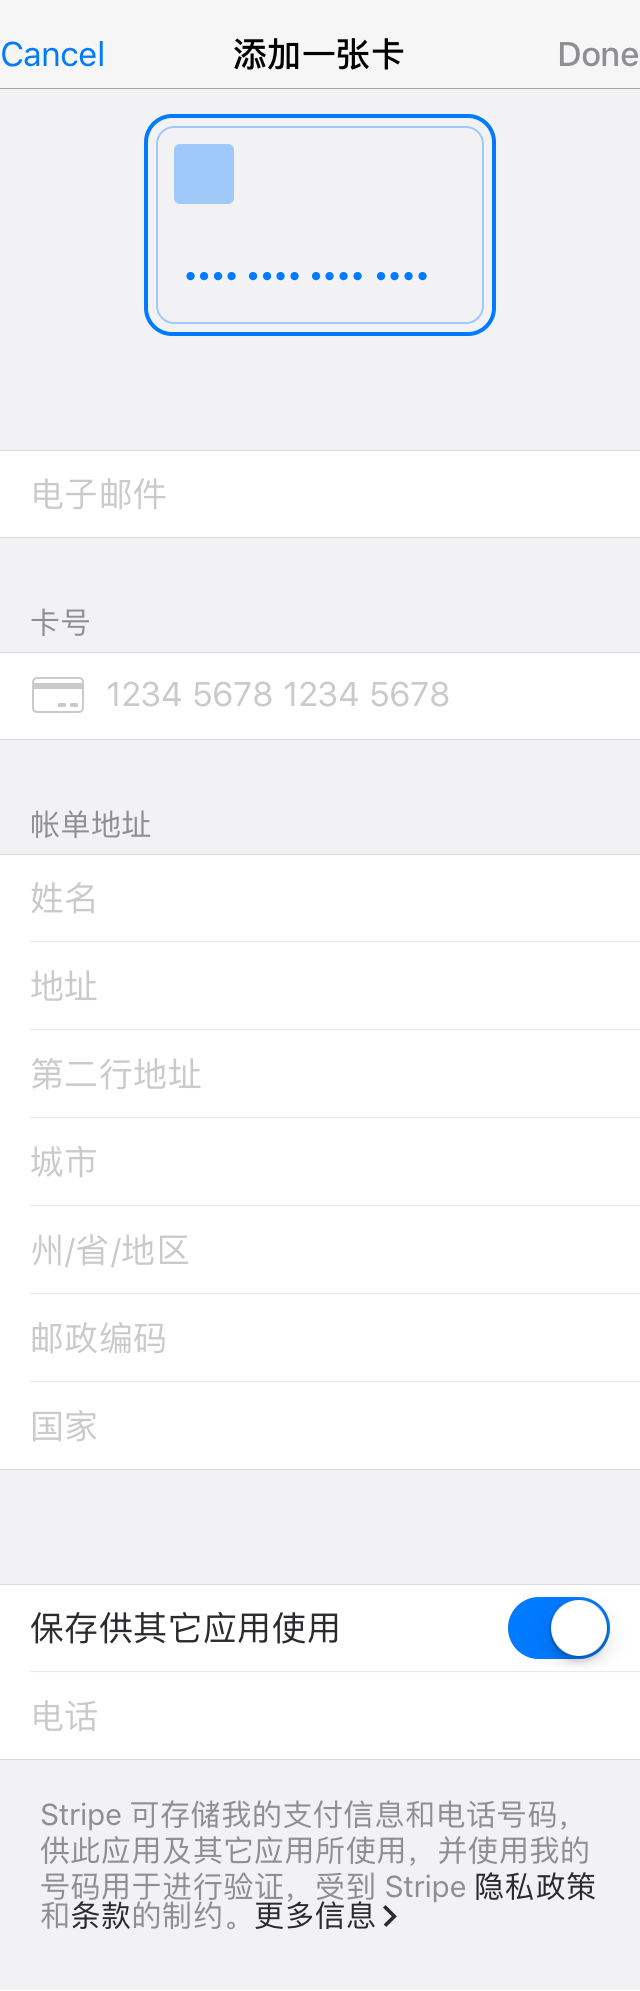 Cancel 添加一张卡 Done
•••• •••• •••• ••••
电子邮件
卡号
1234 5678 1234 5678
帐单地址
姓名
地址
第二行地址
城市
州/省/地区
邮政编码
国家
保存供其它应用使用
电话
Stripe 可存储我的支付信息和电话号码，
供此应用及其它应用所使用，并使用我的
号码用于进行验证，受到 Stripe 隐私政策
和条款的制约。更多信息